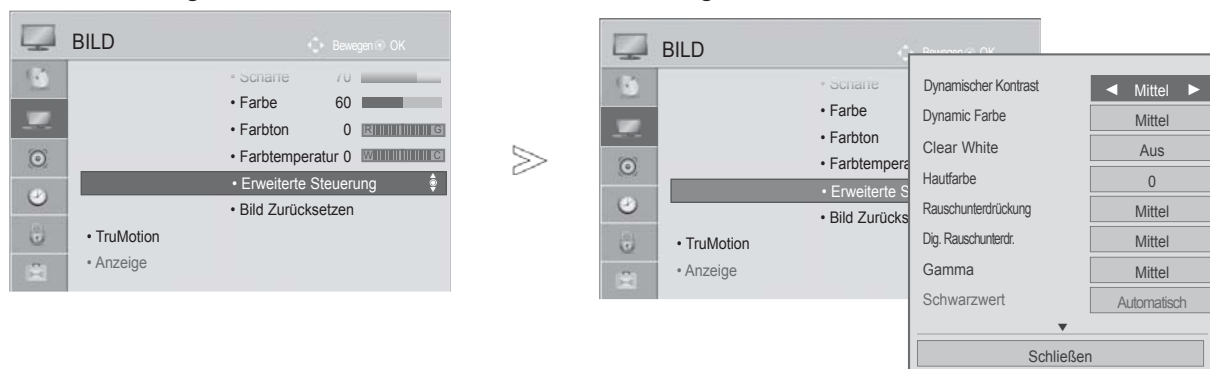 BILD
Bewegen OK
• Schärfe 70
• Farbe 60
• Farbton 0 R G
• Farbtemperatur 0 W C
• Erweiterte Steuerung
• Bild Zurücksetzen
• TruMotion
• Anzeige
BILD
Bewegen OK
• Schärfe
• Farbe
• Farbton
• Farbtempera
• Erweiterte S
• Bild Zurücks
• TruMotion
• Anzeige
Dynamischer Kontrast ◄ Mittel ►
Dynamic Farbe Mittel
Clear White Aus
Hautfarbe 0
Rauschunterdrückung Mittel
Dig. Rauschunterdr. Mittel
Gamma Mittel
Schwarzwert Automatisch
▼
Schließen